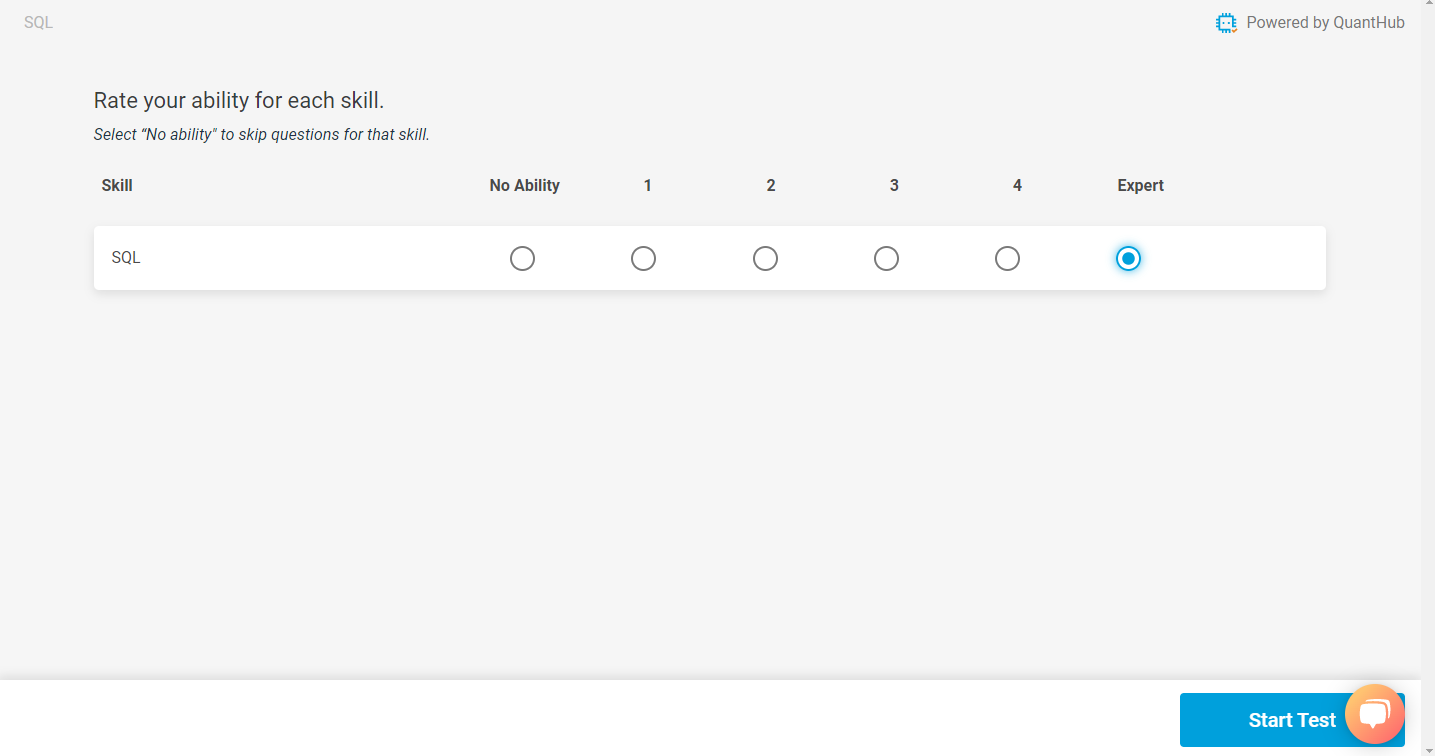 SQL
Powered by QuantHub
Rate your ability for each skill.
Select “No ability" to skip questions for that skill.
Skill No Ability 1 2 3 4 Expert
SQL
Start Test